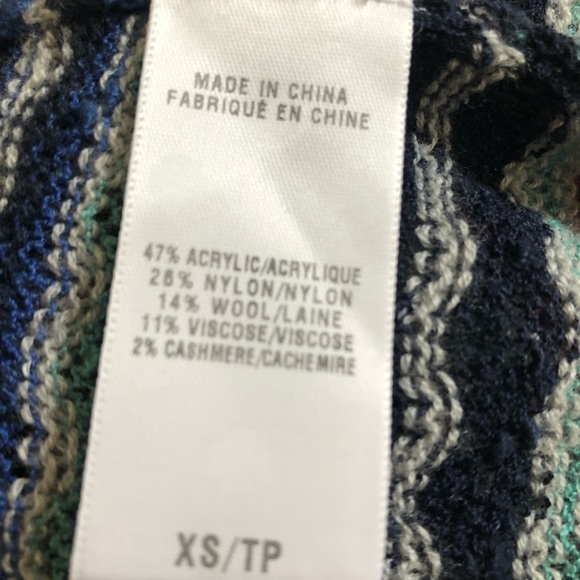 MADE IN CHINA
FABRIQUÉ EN CHINE
47% ACRYLIC/ACRYLIQUE
26% NYLON/NYLON
14% WOOL/LAINE
11% VISCOSE/VISCOSE
2% CASHMERE/CACHEMIRE
XS/TP